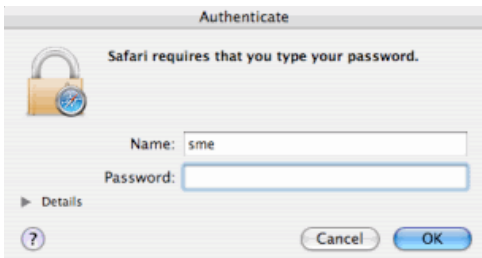 Authenticate
Safari requires that you type your password.
Name: sme
Password:
Details
? Cancel OK